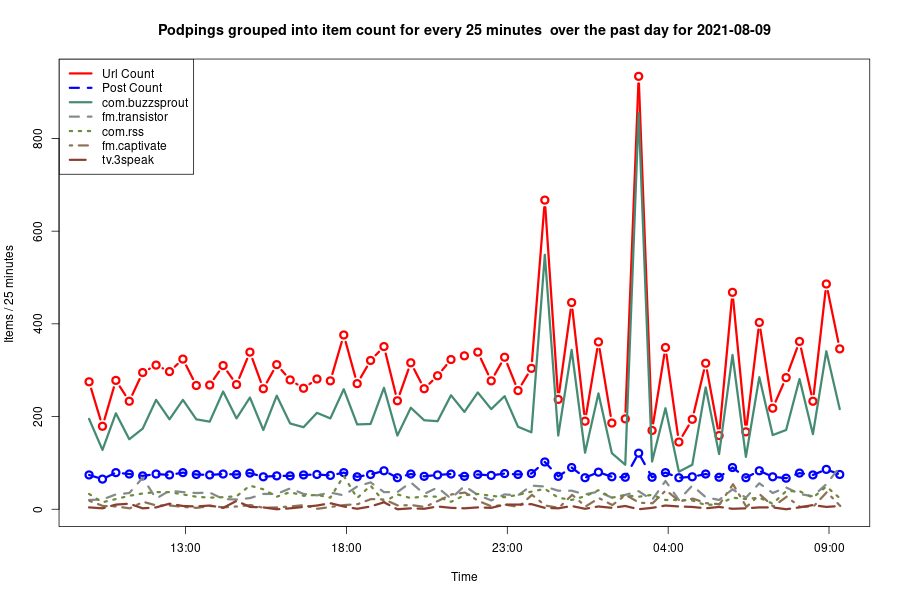 Podpings grouped into item count for every 25 minutes  over the past day for 2021-08-09
Url Count
Post Count
com.buzzsprout
fm.transistor
com.rss
fm.captivate
tv.3speak
Items / 25 minutes
800
600
400
200
0
13:00
18:00
23:00
04:00
09:00
Time